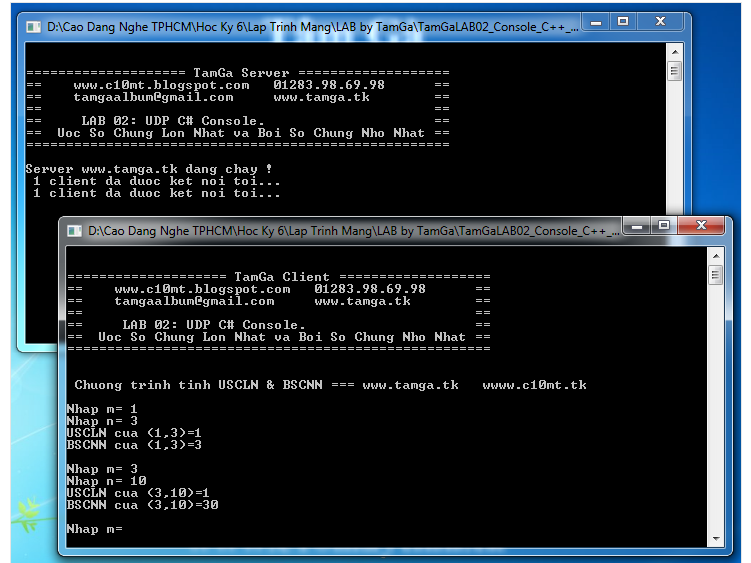 D:\Cao Dang Nghe TPHCM\Hoc Ky 6\Lap Trinh Mang\LAB by TamGa\TamGaLAB02_Console_C++_...
==================== TamGa Server ===================
== www.c10mt.blogspot.com 01283.98.69.98 ==
== tamgaalbum@gmail.com www.tamga.tk ==
== ==
== LAB 02: UDP C# Console. ==
== Uoc So Chung Lon Nhat va Boi So Chung Nho Nhat ==
=====================================================
Server www.tamga.tk dang chay !
1 client da duoc ket noi toi...
1 client da duoc ket noi toi...
D:\Cao Dang Nghe TPHCM\Hoc Ky 6\Lap Trinh Mang\LAB by TamGa\TamGaLAB02_Console_C++_...
==================== TamGa Client ===================
== www.c10mt.blogspot.com 01283.98.69.98 ==
== tamgaalbum@gmail.com www.tamga.tk ==
== ==
== LAB 02: UDP C# Console. ==
== Uoc So Chung Lon Nhat va Boi So Chung Nho Nhat ==
=====================================================
Chuong trinh tinh USCLN & BSCNN === www.tamga.tk wwww.c10mt.tk
Nhap m= 1
Nhap n= 3
USCLN cua (1,3)=1
BSCNN cua (1,3)=3
Nhap m= 3
Nhap n= 10
USCLN cua (3,10)=1
BSCNN cua (3,10)=30
Nhap m=